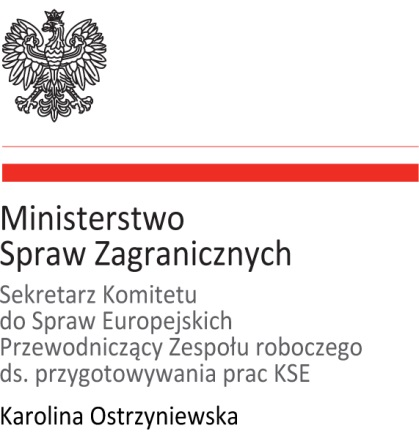 Ministerstwo
Spraw Zagranicznych
Sekretarz Komitetu
do Spraw Europejskich
Przewodniczący Zespołu roboczego
ds. przygotowywania prac KSE
Karolina Ostrzyniewska